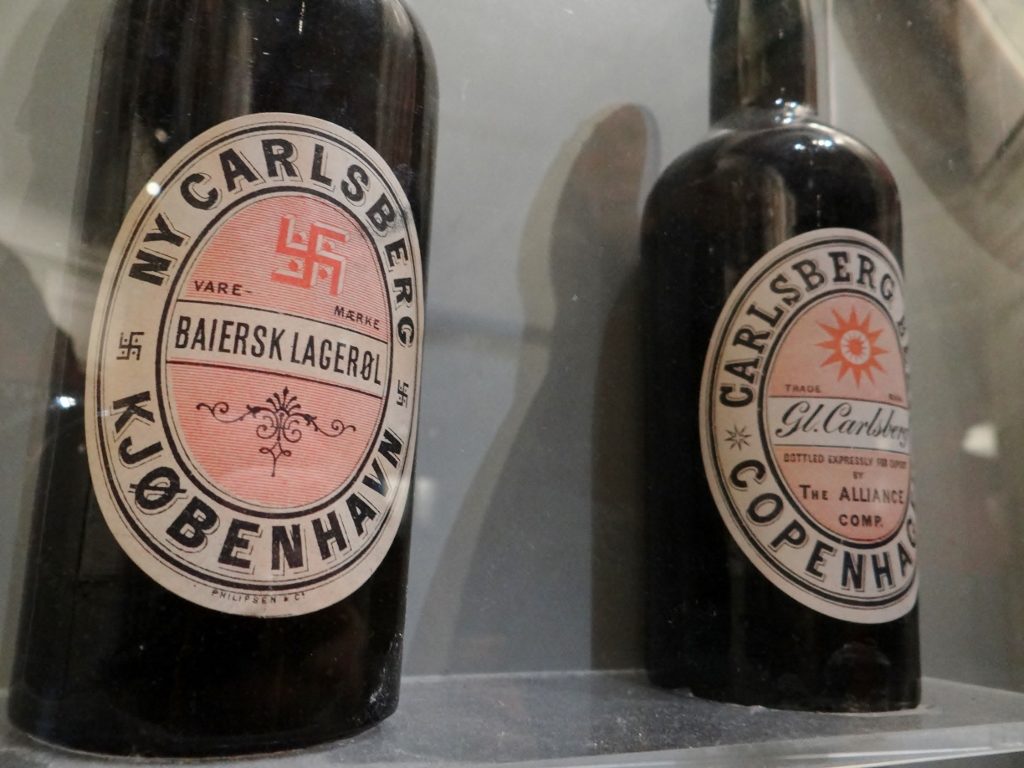 NY CARLSBERG
VARE-
MÆRKE
BAIERSK LAGERØL
KJØBENHAVN
PHILIPSEN & Cº
CARLSBERG
TRADE
Gl. Carlsberg
BOTTLED EXPRESSLY FOR EXPORT
BY
THE ALLIANCE
COMP.
COPENHAG